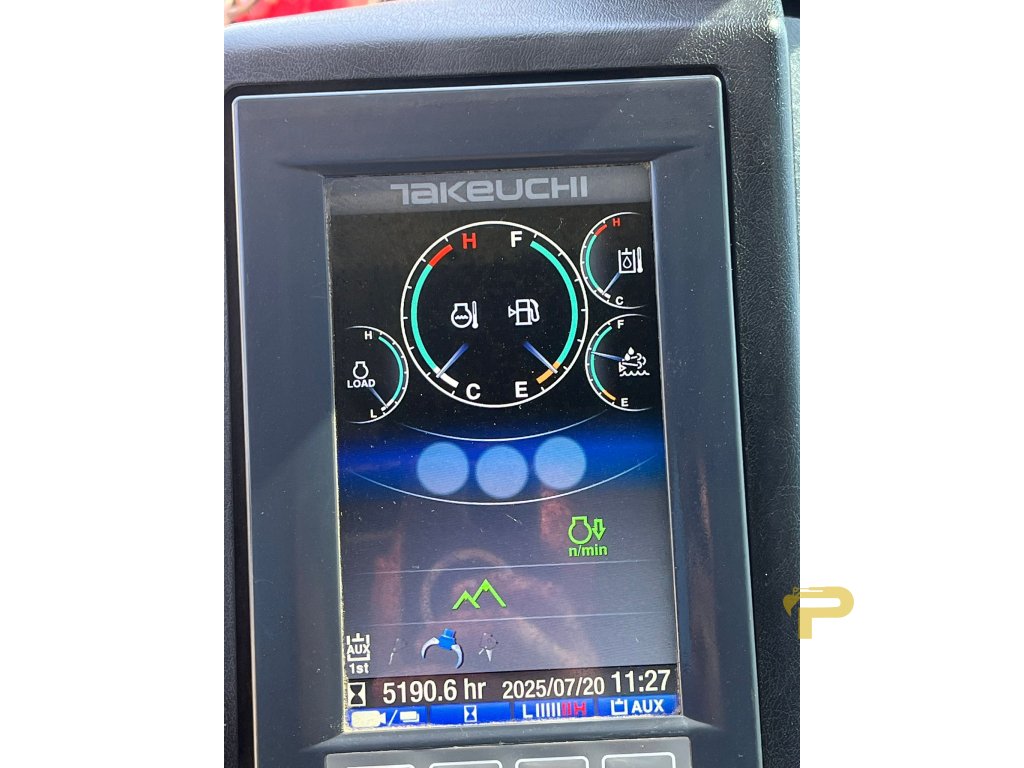 TAKEUCHI
H F
H
C
H
LOAD
L
C E
F
E
n/min
AUX
1st
5190.6 hr 2025/07/20 11:27
L H AUX
P